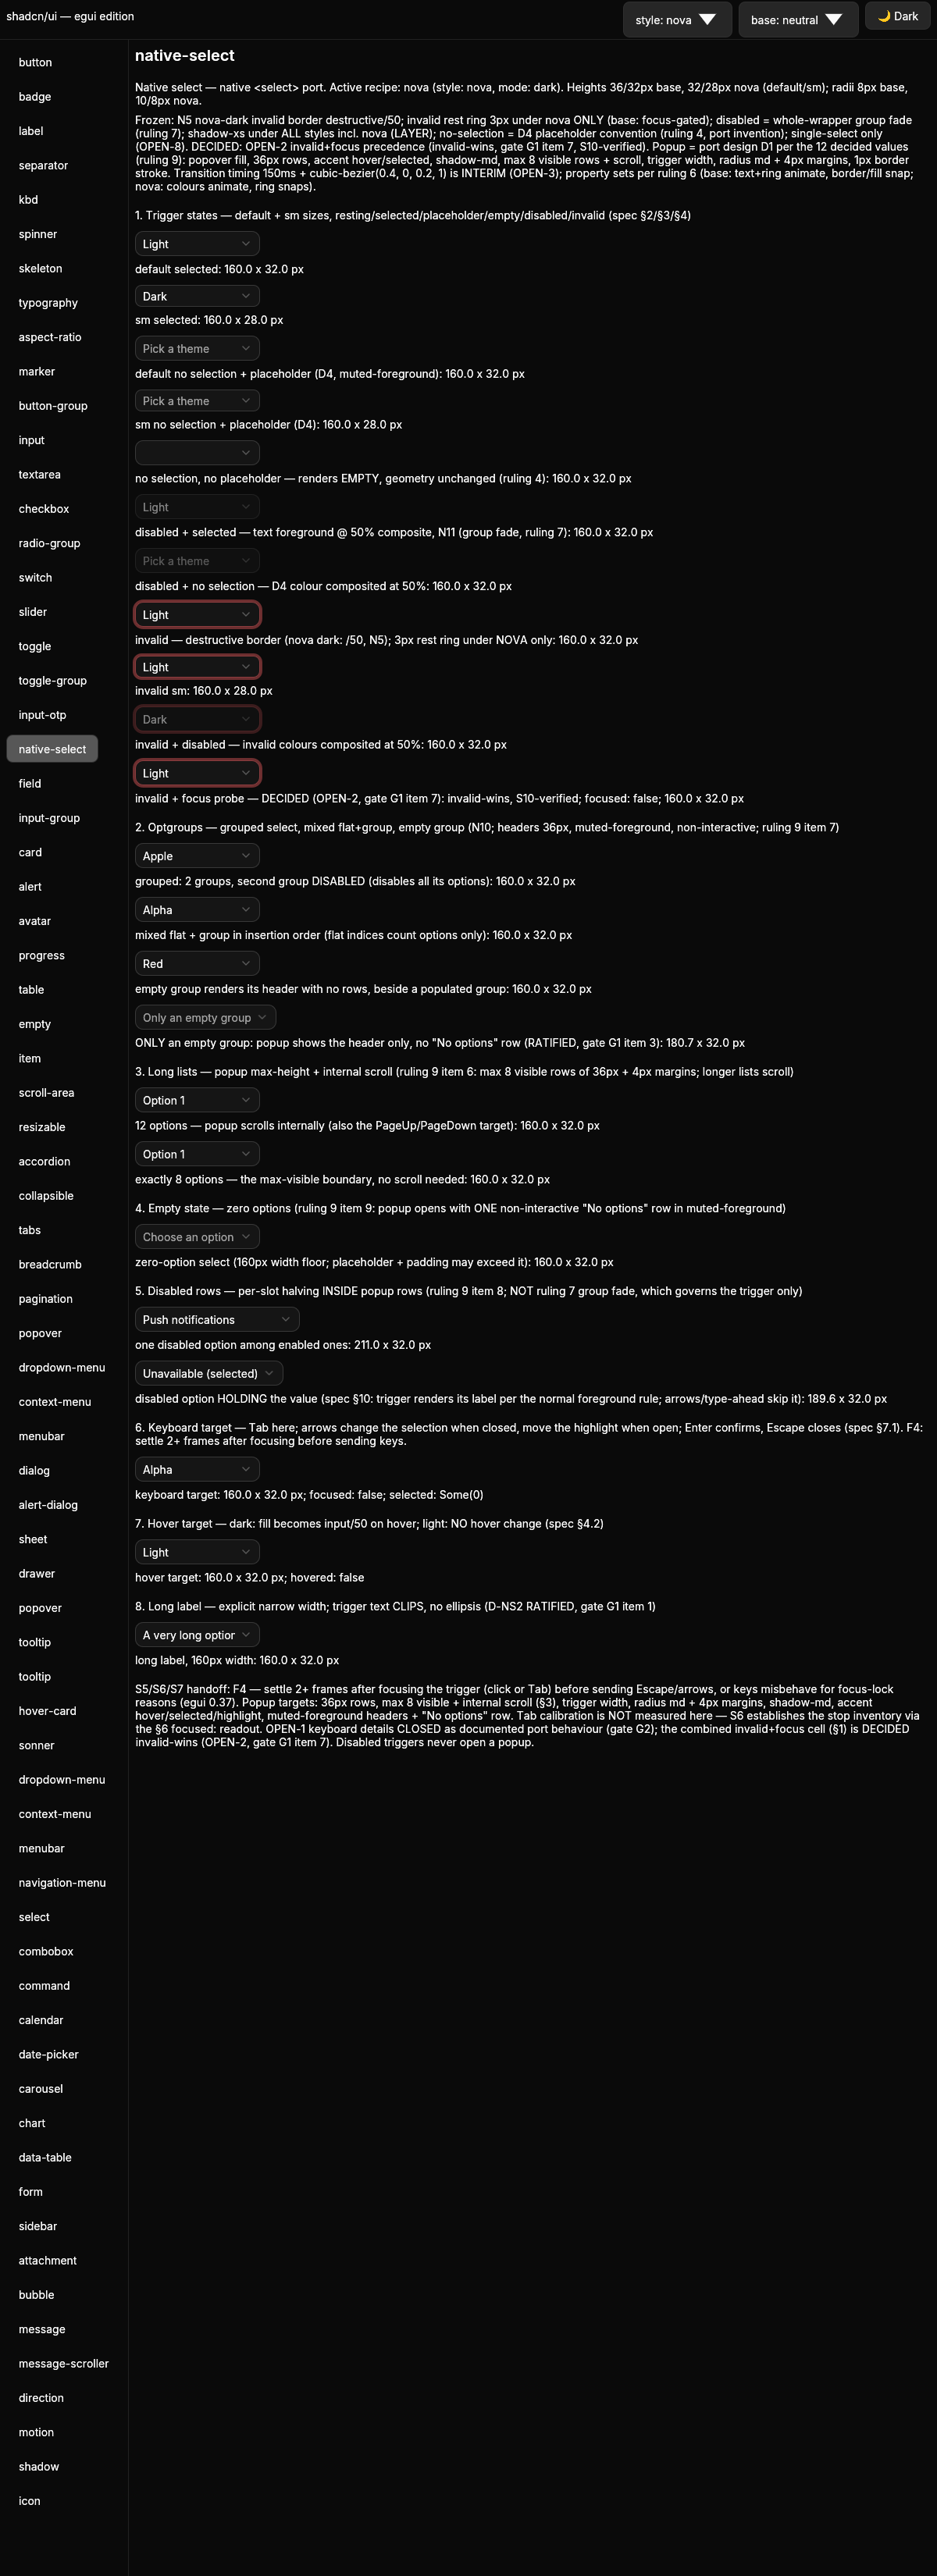 shadcn/ui — egui edition
style: nova
base: neutral
🌙 Dark
button
badge
label
separator
kbd
spinner
skeleton
typography
aspect-ratio
marker
button-group
input
textarea
checkbox
radio-group
switch
slider
toggle
toggle-group
input-otp
native-select
field
input-group
card
alert
avatar
progress
table
empty
item
scroll-area
resizable
accordion
collapsible
tabs
breadcrumb
pagination
popover
dropdown-menu
context-menu
menubar
dialog
alert-dialog
sheet
drawer
popover
tooltip
tooltip
hover-card
sonner
dropdown-menu
context-menu
menubar
navigation-menu
select
combobox
command
calendar
date-picker
carousel
chart
data-table
form
sidebar
attachment
bubble
message
message-scroller
direction
motion
shadow
icon
native-select
Native select — native <select> port. Active recipe: nova (style: nova, mode: dark). Heights 36/32px base, 32/28px nova (default/sm); radii 8px base,
10/8px nova.
Frozen: N5 nova-dark invalid border destructive/50; invalid rest ring 3px under nova ONLY (base: focus-gated); disabled = whole-wrapper group fade
(ruling 7); shadow-xs under ALL styles incl. nova (LAYER); no-selection = D4 placeholder convention (ruling 4, port invention); single-select only
(OPEN-8). DECIDED: OPEN-2 invalid+focus precedence (invalid-wins, gate G1 item 7, S10-verified). Popup = port design D1 per the 12 decided values
(ruling 9): popover fill, 36px rows, accent hover/selected, shadow-md, max 8 visible rows + scroll, trigger width, radius md + 4px margins, 1px border
stroke. Transition timing 150ms + cubic-bezier(0.4, 0, 0.2, 1) is INTERIM (OPEN-3); property sets per ruling 6 (base: text+ring animate, border/fill snap;
nova: colours animate, ring snaps).
1. Trigger states — default + sm sizes, resting/selected/placeholder/empty/disabled/invalid (spec §2/§3/§4)
Light
default selected: 160.0 x 32.0 px
Dark
sm selected: 160.0 x 28.0 px
Pick a theme
default no selection + placeholder (D4, muted-foreground): 160.0 x 32.0 px
Pick a theme
sm no selection + placeholder (D4): 160.0 x 28.0 px
no selection, no placeholder — renders EMPTY, geometry unchanged (ruling 4): 160.0 x 32.0 px
Light
disabled + selected — text foreground @ 50% composite, N11 (group fade, ruling 7): 160.0 x 32.0 px
Pick a theme
disabled + no selection — D4 colour composited at 50%: 160.0 x 32.0 px
Light
invalid — destructive border (nova dark: /50, N5); 3px rest ring under NOVA only: 160.0 x 32.0 px
Light
invalid sm: 160.0 x 28.0 px
Dark
invalid + disabled — invalid colours composited at 50%: 160.0 x 32.0 px
Light
invalid + focus probe — DECIDED (OPEN-2, gate G1 item 7): invalid-wins, S10-verified; focused: false; 160.0 x 32.0 px
2. Optgroups — grouped select, mixed flat+group, empty group (N10; headers 36px, muted-foreground, non-interactive; ruling 9 item 7)
Apple
grouped: 2 groups, second group DISABLED (disables all its options): 160.0 x 32.0 px
Alpha
mixed flat + group in insertion order (flat indices count options only): 160.0 x 32.0 px
Red
empty group renders its header with no rows, beside a populated group: 160.0 x 32.0 px
Only an empty group
ONLY an empty group: popup shows the header only, no "No options" row (RATIFIED, gate G1 item 3): 180.7 x 32.0 px
3. Long lists — popup max-height + internal scroll (ruling 9 item 6: max 8 visible rows of 36px + 4px margins; longer lists scroll)
Option 1
12 options — popup scrolls internally (also the PageUp/PageDown target): 160.0 x 32.0 px
Option 1
exactly 8 options — the max-visible boundary, no scroll needed: 160.0 x 32.0 px
4. Empty state — zero options (ruling 9 item 9: popup opens with ONE non-interactive "No options" row in muted-foreground)
Choose an option
zero-option select (160px width floor; placeholder + padding may exceed it): 160.0 x 32.0 px
5. Disabled rows — per-slot halving INSIDE popup rows (ruling 9 item 8; NOT ruling 7 group fade, which governs the trigger only)
Push notifications
one disabled option among enabled ones: 211.0 x 32.0 px
Unavailable (selected)
disabled option HOLDING the value (spec §10: trigger renders its label per the normal foreground rule; arrows/type-ahead skip it): 189.6 x 32.0 px
6. Keyboard target — Tab here; arrows change the selection when closed, move the highlight when open; Enter confirms, Escape closes (spec §7.1). F4:
settle 2+ frames after focusing before sending keys.
Alpha
keyboard target: 160.0 x 32.0 px; focused: false; selected: Some(0)
7. Hover target — dark: fill becomes input/50 on hover; light: NO hover change (spec §4.2)
Light
hover target: 160.0 x 32.0 px; hovered: false
8. Long label — explicit narrow width; trigger text CLIPS, no ellipsis (D-NS2 RATIFIED, gate G1 item 1)
A very long option
long label, 160px width: 160.0 x 32.0 px
S5/S6/S7 handoff: F4 — settle 2+ frames after focusing the trigger (click or Tab) before sending Escape/arrows, or keys misbehave for focus-lock
reasons (egui 0.37). Popup targets: 36px rows, max 8 visible + internal scroll (§3), trigger width, radius md + 4px margins, shadow-md, accent
hover/selected/highlight, muted-foreground headers + "No options" row. Tab calibration is NOT measured here — S6 establishes the stop inventory via
the §6 focused: readout. OPEN-1 keyboard details CLOSED as documented port behaviour (gate G2); the combined invalid+focus cell (§1) is DECIDED
invalid-wins (OPEN-2, gate G1 item 7). Disabled triggers never open a popup.